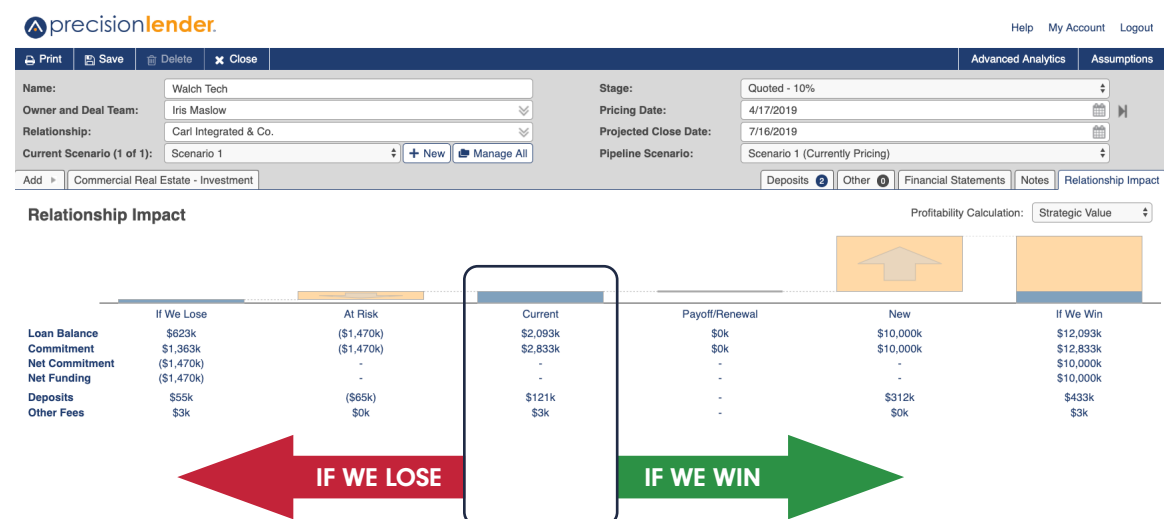 precisionlender.
Help My Account Logout
Print Save Delete Close Advanced Analytics Assumptions
Name: Walch Tech Stage: Quoted - 10%
Owner and Deal Team: Iris Maslow Pricing Date: 4/17/2019
Relationship: Carl Integrated & Co. Projected Close Date: 7/16/2019
Current Scenario (1 of 1): Scenario 1 + New Manage All Pipeline Scenario: Scenario 1 (Currently Pricing)
Add Commercial Real Estate - Investment Deposits 2 Other 0 Financial Statements Notes Relationship Impact
Relationship Impact Profitability Calculation: Strategic Value
If We Lose At Risk Current Payoff/Renewal New If We Win
Loan Balance $623k ($1,470k) $2,093k $0k $10,000k $12,093k
Commitment $1,363k ($1,470k) $2,833k $0k $10,000k $12,833k
Net Commitment ($1,470k) - - - - $10,000k
Net Funding ($1,470k) - - - - $10,000k
Deposits $55k ($65k) $121k - $312k $433k
Other Fees $3k $0k $3k - $0k $3k
IF WE LOSE IF WE WIN